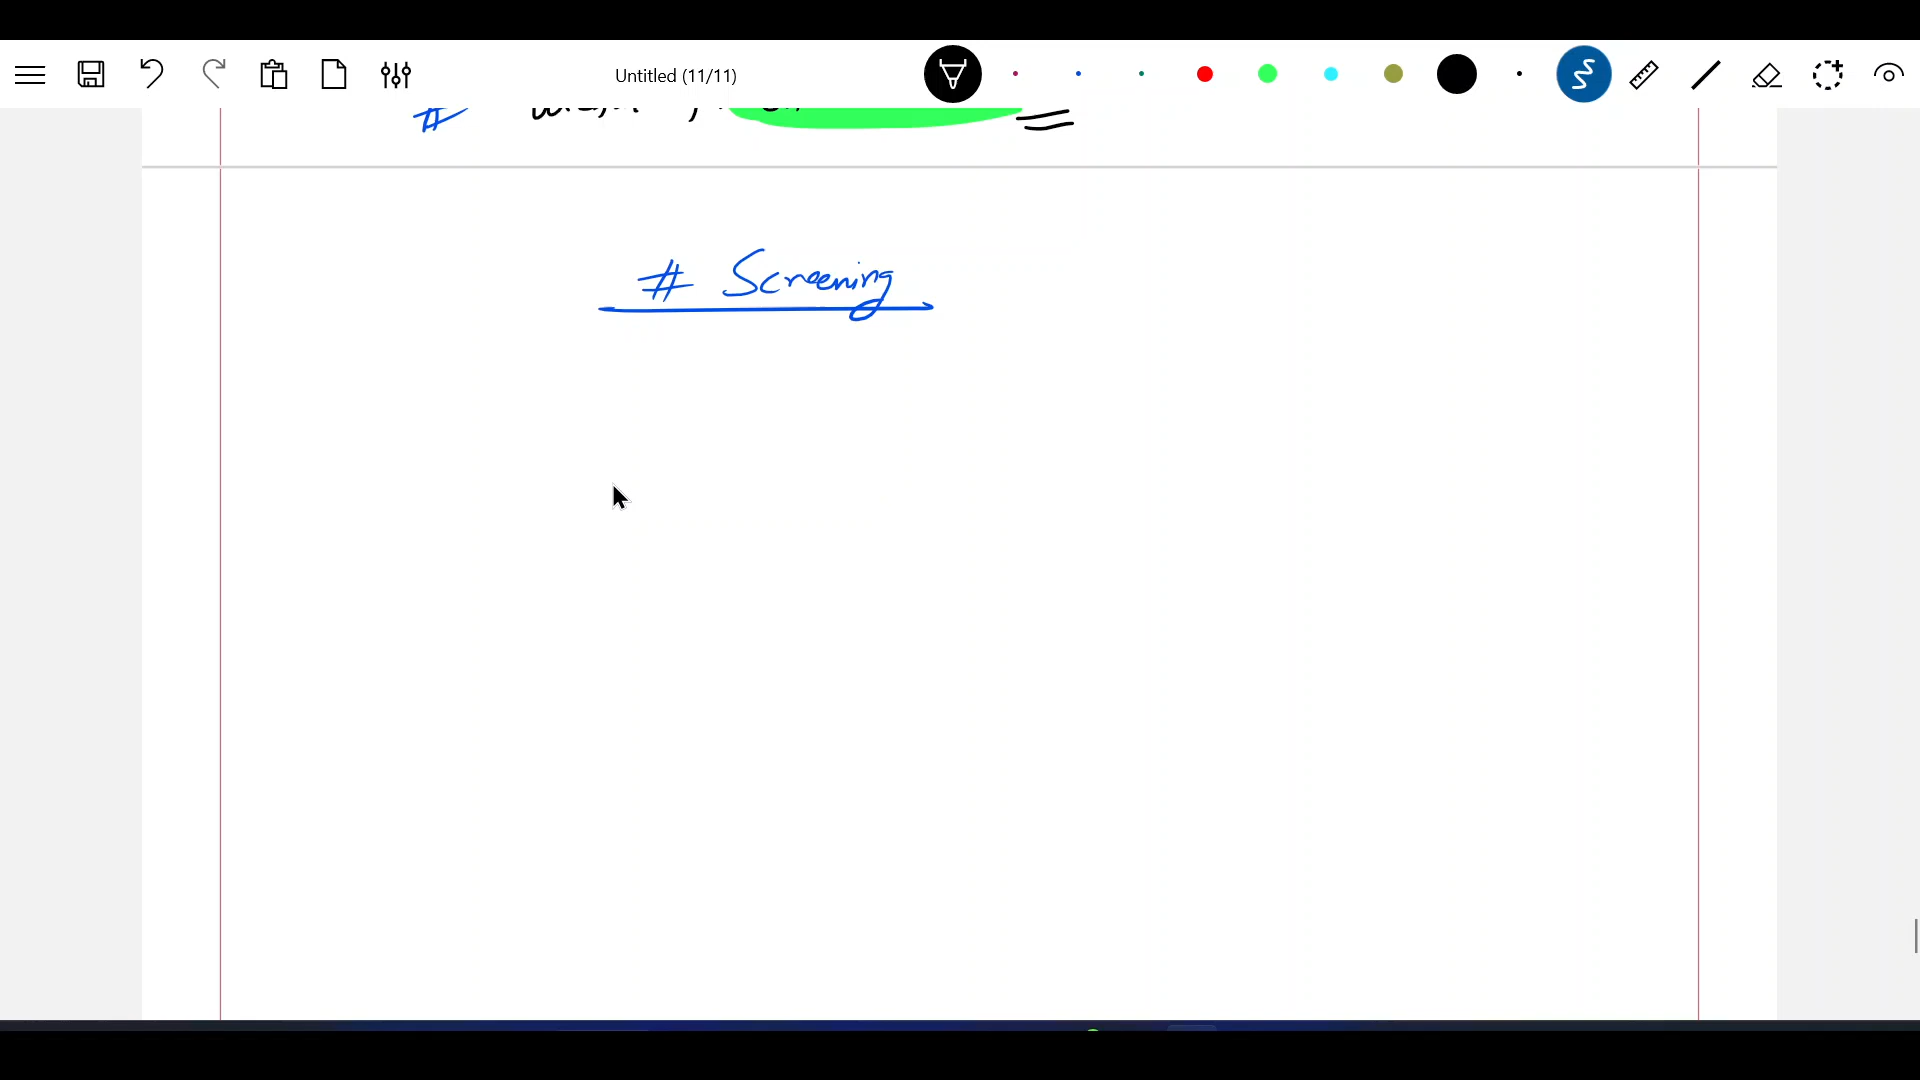 Untitled (11/11)
#
# Screening